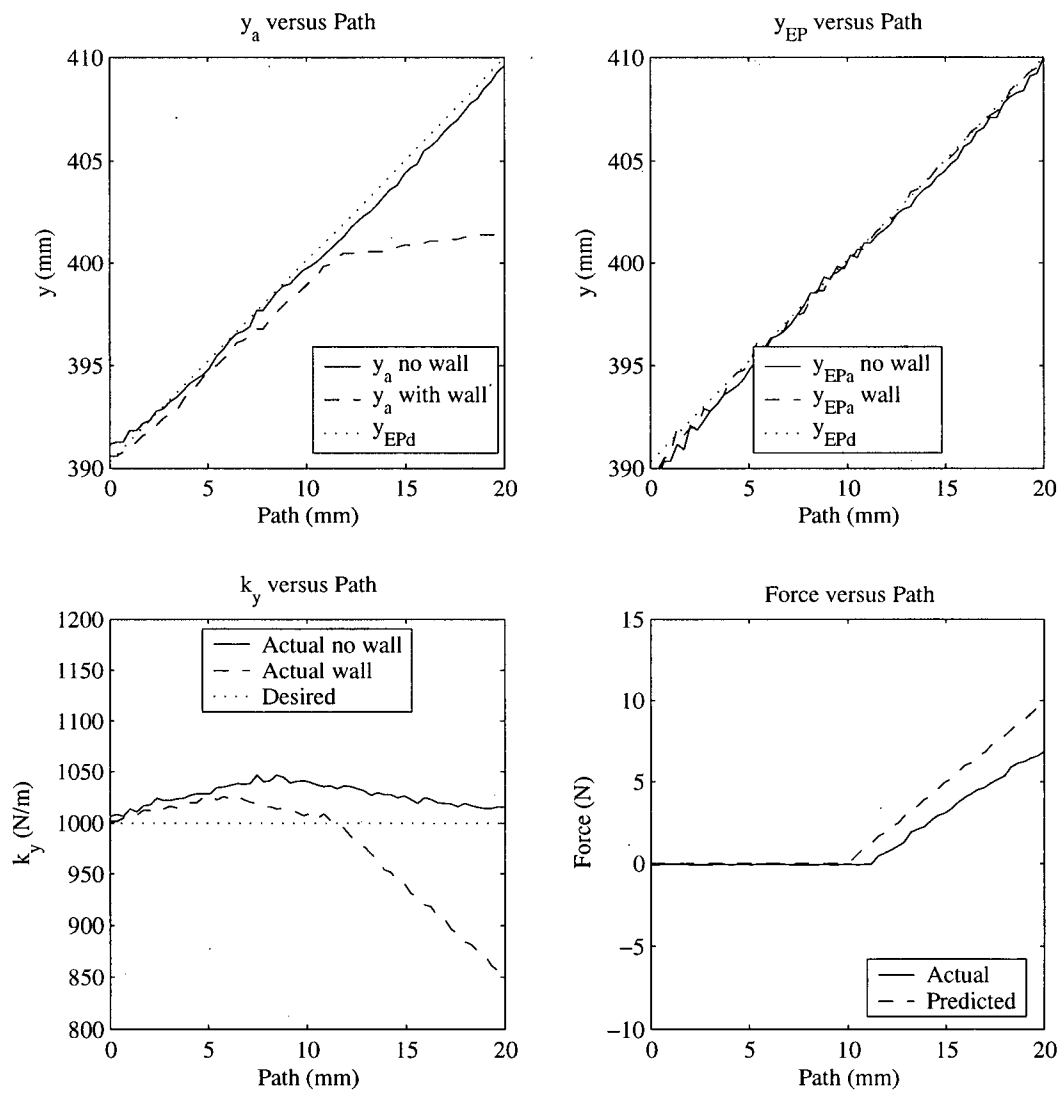 y_a versus Path
410
405
400
395
390
y (mm)
y_a no wall
y_a with wall
y_EPd
0 5 10 15 20
Path (mm)
y_EP versus Path
410
405
400
395
390
y (mm)
y_EPa no wall
y_EPa wall
y_EPd
0 5 10 15 20
Path (mm)
k_y versus Path
1200
1150
1100
1050
1000
950
900
850
800
k_y (N/m)
Actual no wall
Actual wall
Desired
0 5 10 15 20
Path (mm)
Force versus Path
15
10
5
0
−5
−10
Force (N)
Actual
Predicted
0 5 10 15 20
Path (mm)